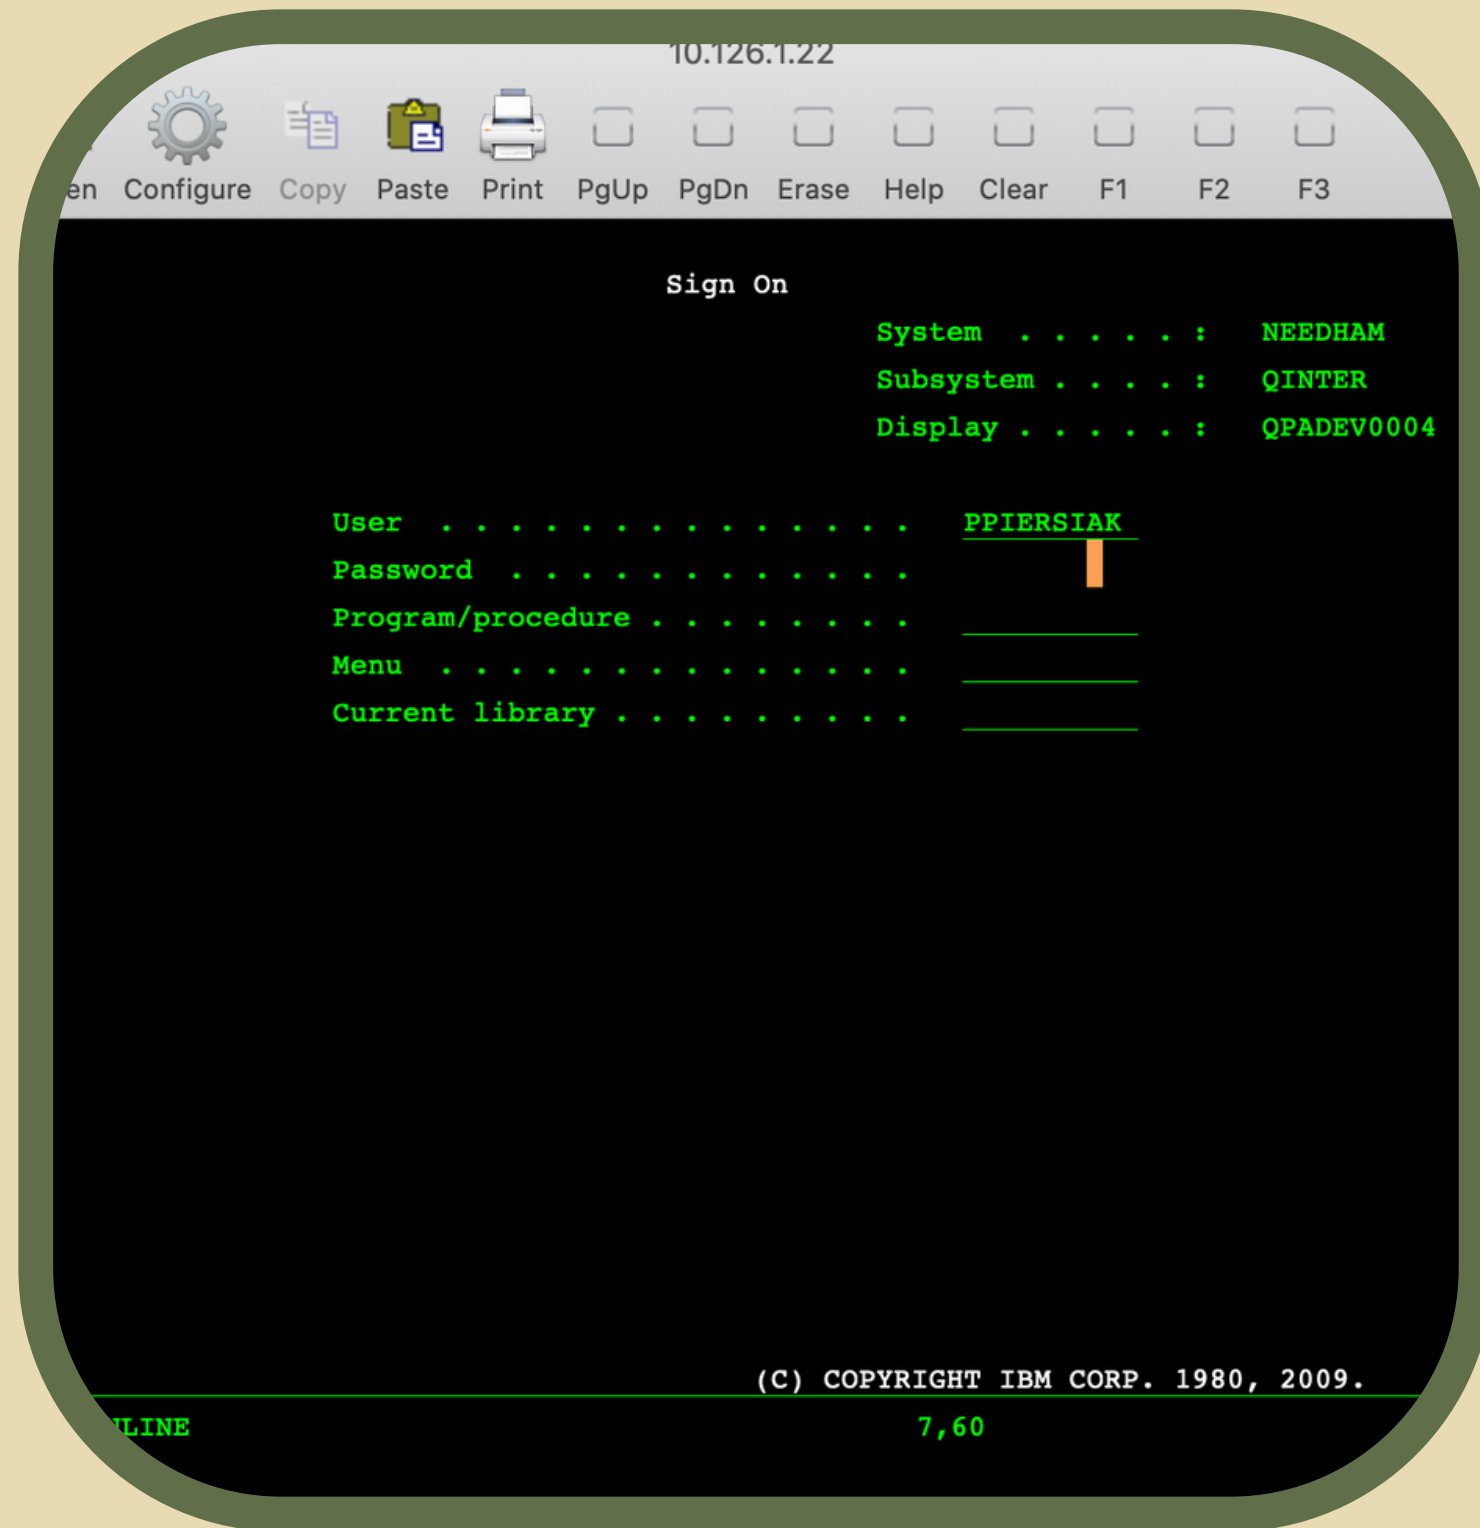 10.126.1.22
en Configure Copy Paste Print PgUp PgDn Erase Help Clear F1 F2 F3
Sign On
System . . . . . : NEEDHAM
Subsystem . . . . : QINTER
Display . . . . . : QPADEV0004
User . . . . . . . . . . . . . . PPIERSIAK
Password . . . . . . . . . . . .
Program/procedure . . . . . . . .
Menu . . . . . . . . . . . . . .
Current library . . . . . . . . .
(C) COPYRIGHT IBM CORP. 1980, 2009.
LINE 7,60